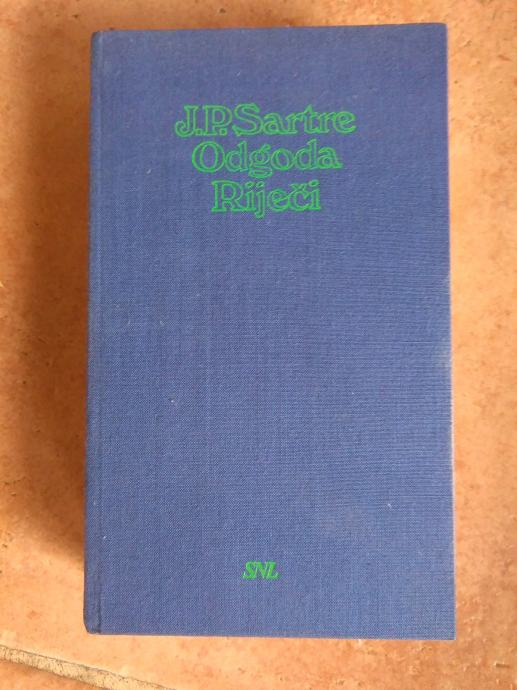 J.P. Sartre
Odgoda
Riječi
SNL